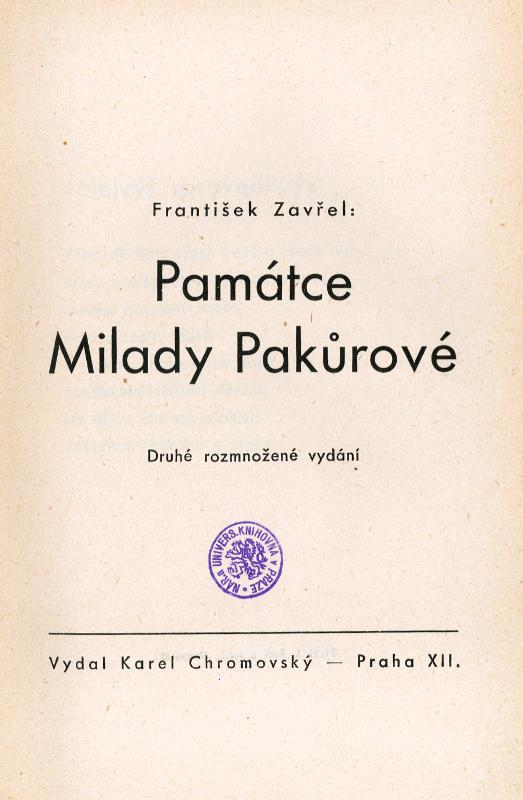 František Zavřel:
Památce
Milady Pakůrové
Druhé rozmnožené vydání
NÁR. A UNIVERS. KNIHOVNA V PRAZE
Vydal Karel Chromovský — Praha XII.